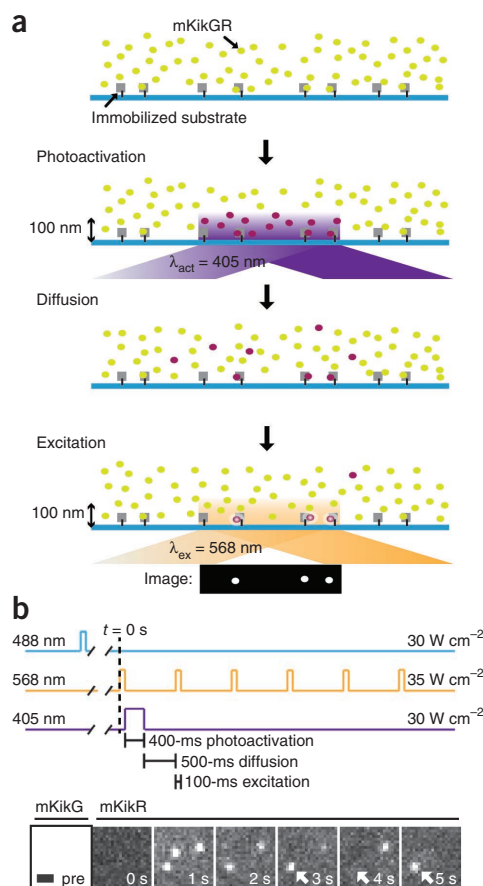 a
mKikGR
Immobilized substrate
Photoactivation
100 nm
λact = 405 nm
Diffusion
Excitation
100 nm
λex = 568 nm
Image:
b
t = 0 s
488 nm
30 W cm−2
568 nm
35 W cm−2
405 nm
30 W cm−2
400-ms photoactivation
500-ms diffusion
100-ms excitation
mKikG
mKikR
pre
0 s
1 s
2 s
3 s
4 s
5 s